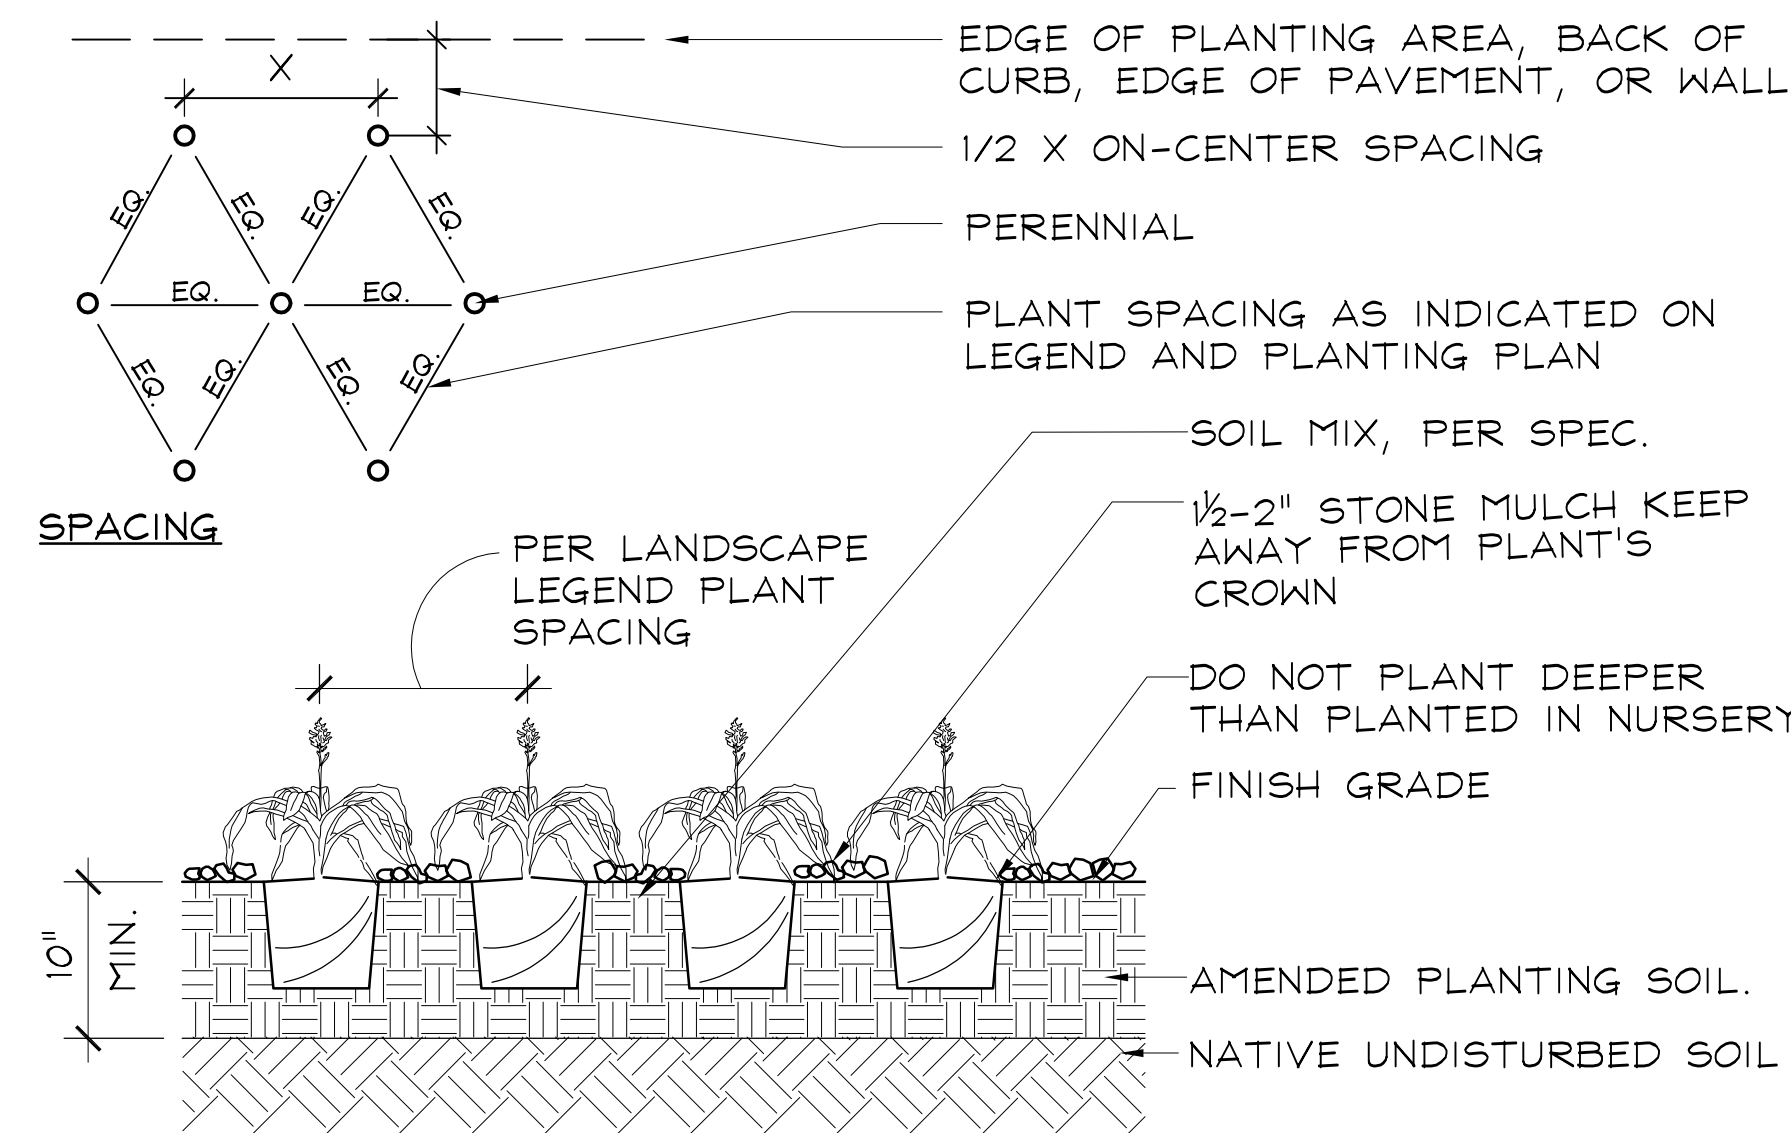 EDGE OF PLANTING AREA, BACK OF
CURB, EDGE OF PAVEMENT, OR WALL
X
1/2 X ON-CENTER SPACING
EQ.
EQ.
EQ.
EQ.
PERENNIAL
EQ.
EQ.
PLANT SPACING AS INDICATED ON
LEGEND AND PLANTING PLAN
EQ.
EQ.
EQ.
EQ.
SPACING
SOIL MIX, PER SPEC.
1½-2" STONE MULCH KEEP
AWAY FROM PLANT'S
CROWN
PER LANDSCAPE
LEGEND PLANT
SPACING
DO NOT PLANT DEEPER
THAN PLANTED IN NURSERY
FINISH GRADE
10"
MIN.
AMENDED PLANTING SOIL.
NATIVE UNDISTURBED SOIL